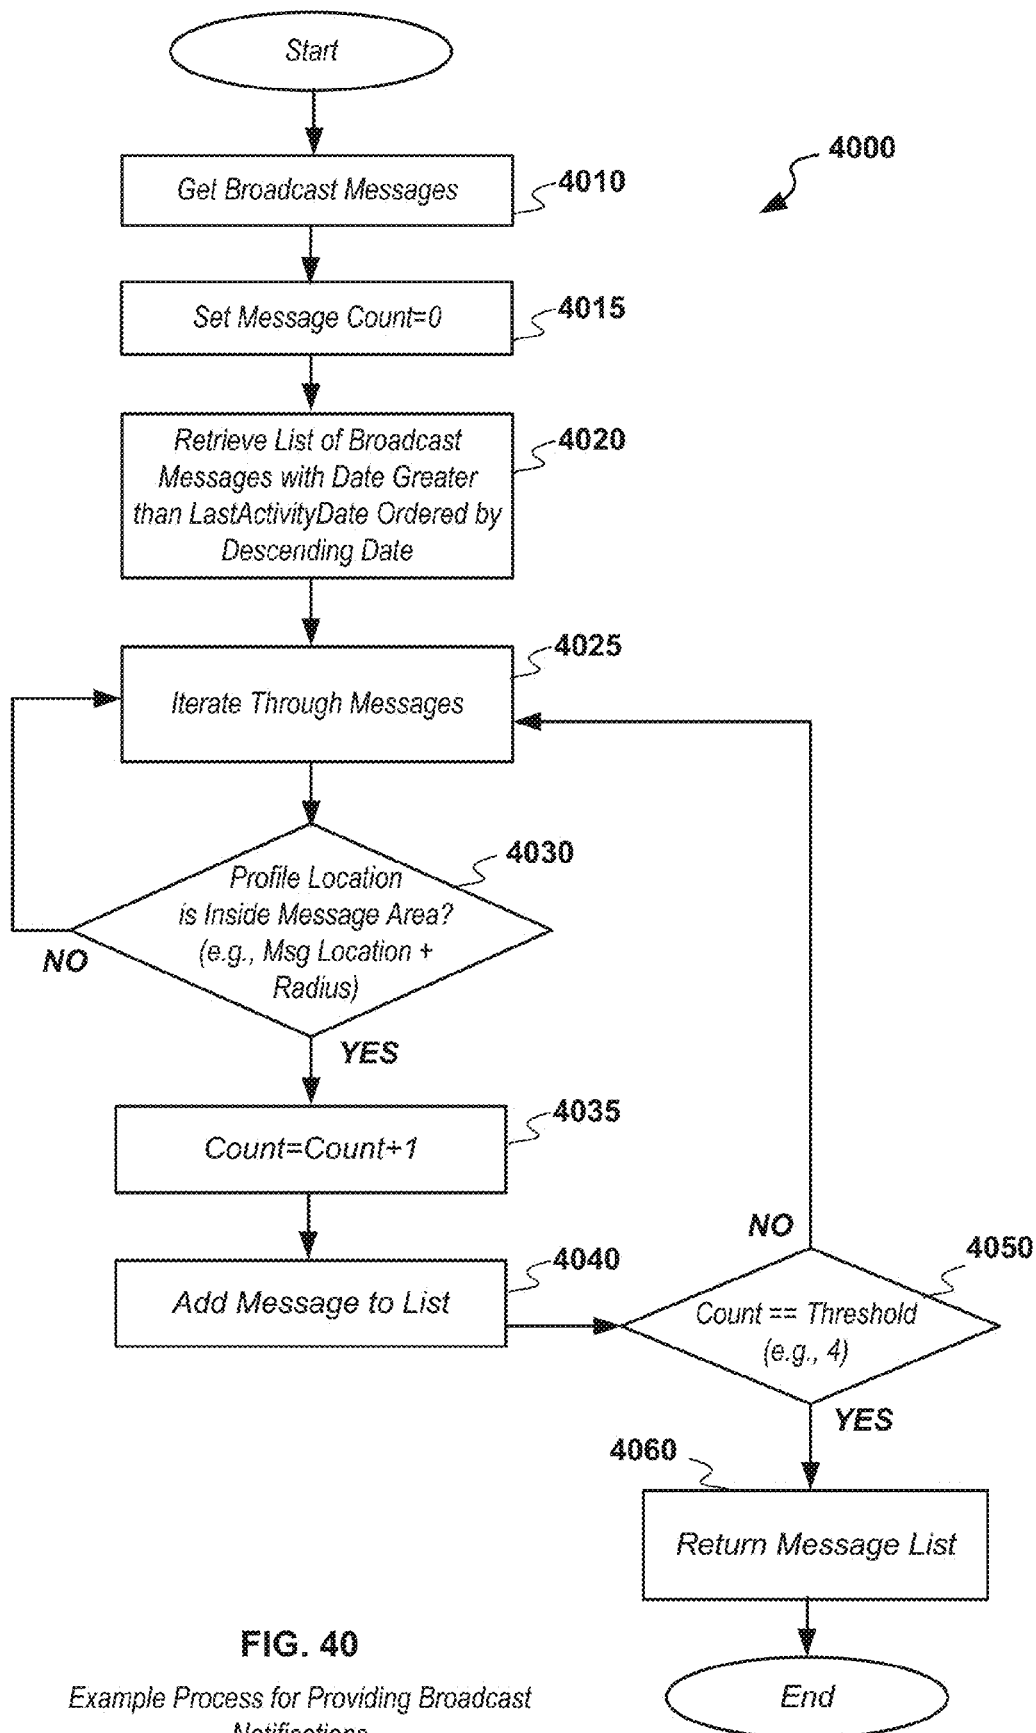 Start
4000
Get Broadcast Messages
4010
Set Message Count=0
4015
Retrieve List of Broadcast
Messages with Date Greater
than LastActivityDate Ordered by
Descending Date
4020
Iterate Through Messages
4025
Profile Location
is Inside Message Area?
(e.g., Msg Location +
Radius)
4030
NO
YES
Count=Count+1
4035
Add Message to List
4040
NO
4050
Count == Threshold
(e.g., 4)
YES
4060
Return Message List
End
FIG. 40
Example Process for Providing Broadcast
Notifications